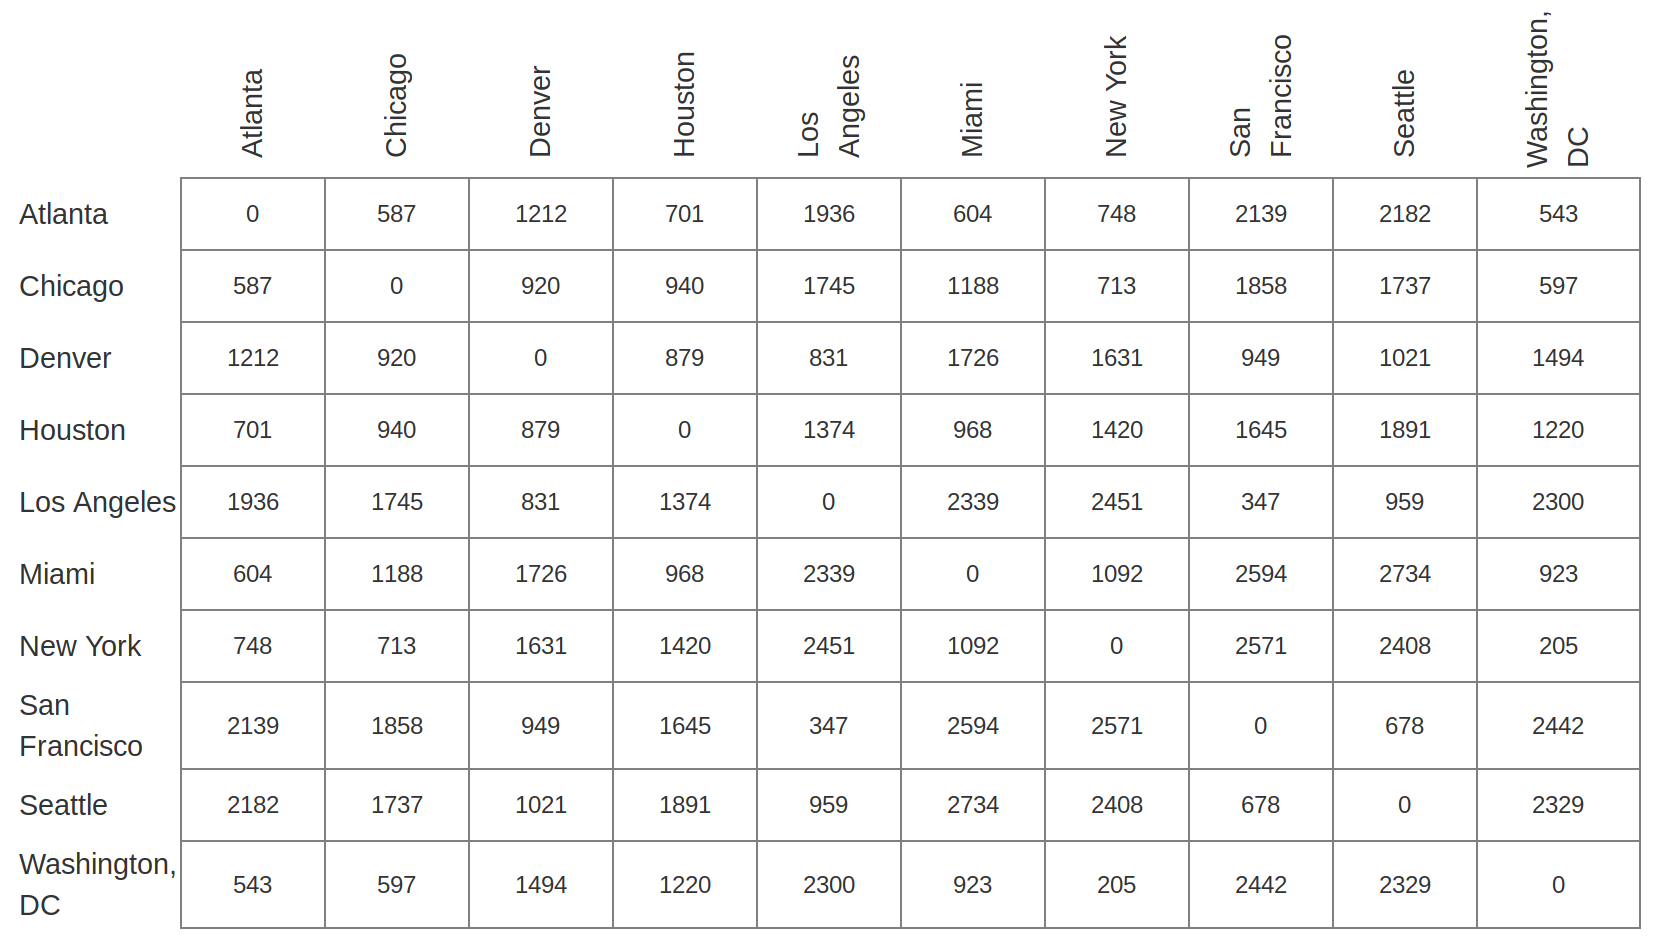 Atlanta
Chicago
Denver
Houston
Los
Angeles
Miami
New York
San
Francisco
Seattle
Washington,
DC
Atlanta 0 587 1212 701 1936 604 748 2139 2182 543
Chicago 587 0 920 940 1745 1188 713 1858 1737 597
Denver 1212 920 0 879 831 1726 1631 949 1021 1494
Houston 701 940 879 0 1374 968 1420 1645 1891 1220
Los Angeles 1936 1745 831 1374 0 2339 2451 347 959 2300
Miami 604 1188 1726 968 2339 0 1092 2594 2734 923
New York 748 713 1631 1420 2451 1092 0 2571 2408 205
San
Francisco 2139 1858 949 1645 347 2594 2571 0 678 2442
Seattle 2182 1737 1021 1891 959 2734 2408 678 0 2329
Washington,
DC 543 597 1494 1220 2300 923 205 2442 2329 0